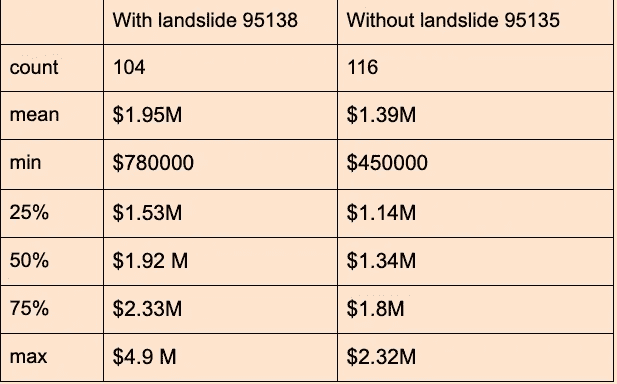 With landslide 95138 Without landslide 95135
count 104 116
mean $1.95M $1.39M
min $780000 $450000
25% $1.53M $1.14M
50% $1.92 M $1.34M
75% $2.33M $1.8M
max $4.9 M $2.32M